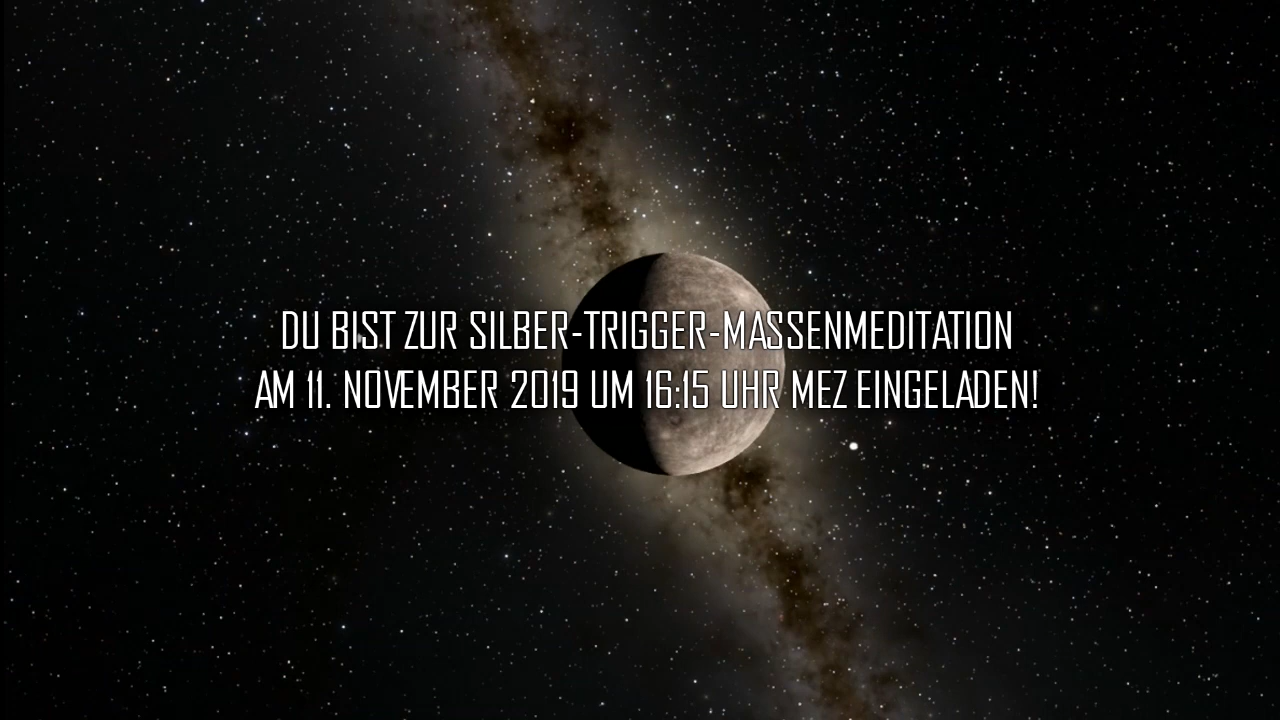 DU BIST ZUR SILBER-TRIGGER-MASSENMEDITATION
AM 11. NOVEMBER 2019 UM 16:15 UHR MEZ EINGELADEN!